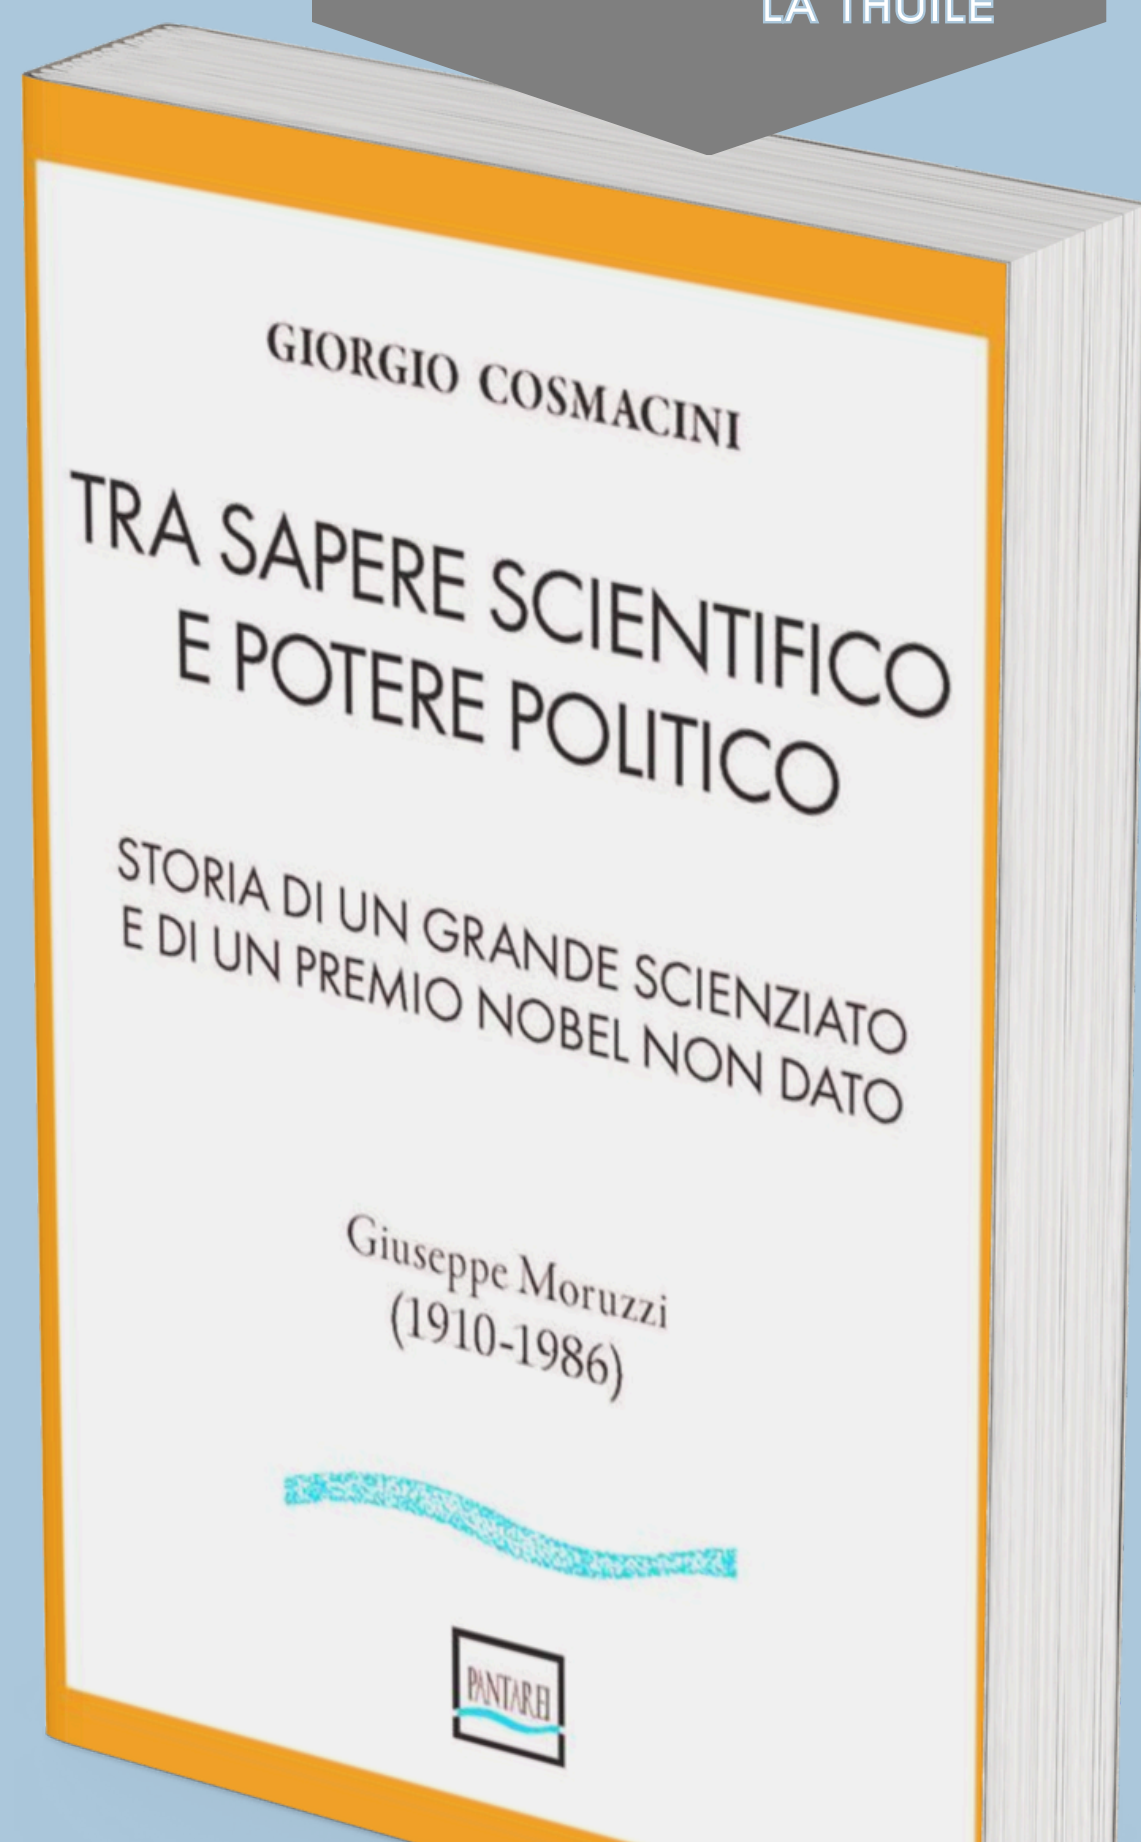 LA THUILE
GIORGIO COSMACINI
TRA SAPERE SCIENTIFICO
E POTERE POLITICO
STORIA DI UN GRANDE SCIENZIATO
E DI UN PREMIO NOBEL NON DATO
Giuseppe Moruzzi
(1910-1986)
PANTAREI